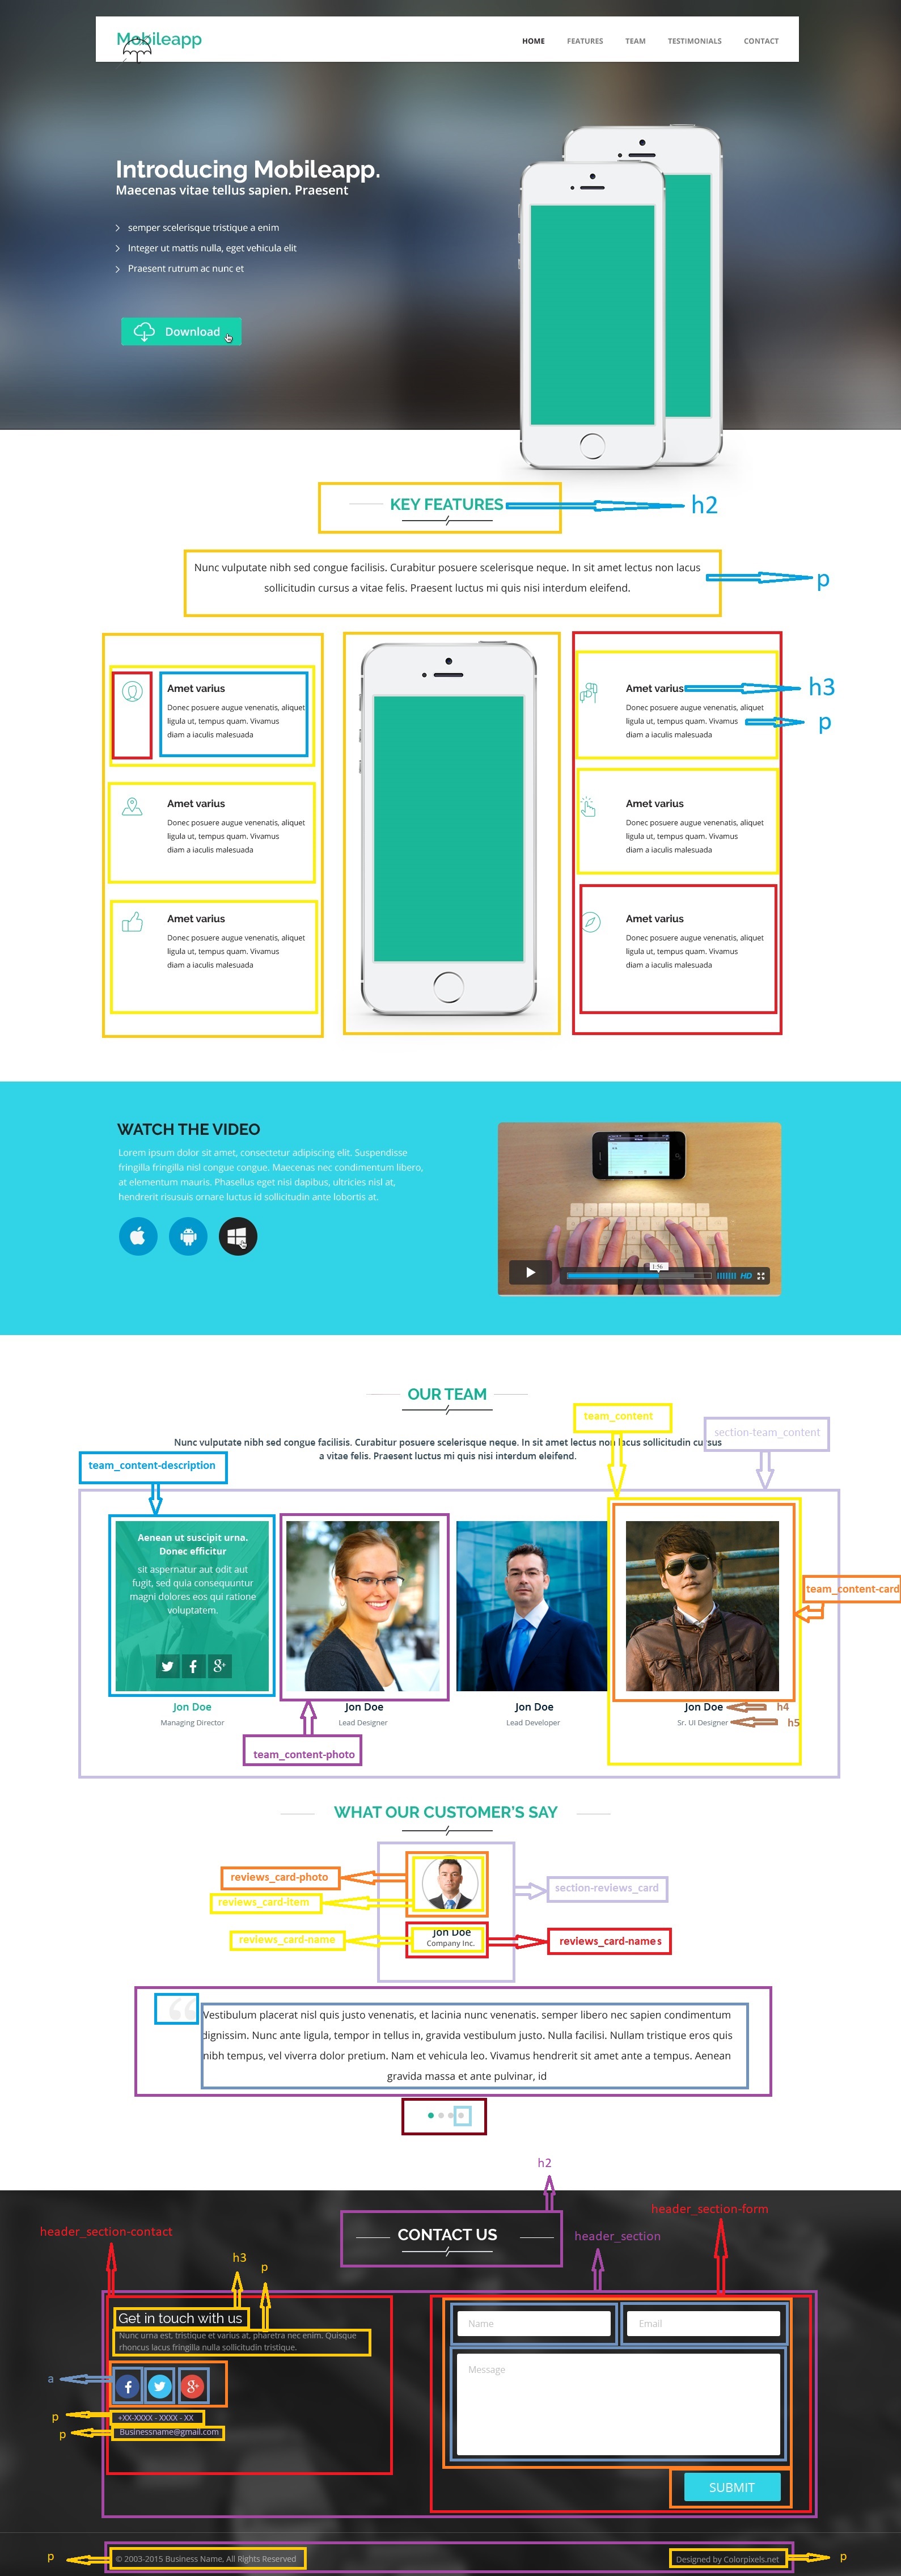 Mobileapp
HOME FEATURES TEAM TESTIMONIALS CONTACT
Introducing Mobileapp.
Maecenas vitae tellus sapien. Praesent
semper scelerisque tristique a enim
Integer ut mattis nulla, eget vehicula elit
Praesent rutrum ac nunc et
Download
KEY FEATURES
h2
Nunc vulputate nibh sed congue facilisis. Curabitur posuere scelerisque neque. In sit amet lectus non lacus
sollicitudin cursus a vitae felis. Praesent luctus mi quis nisi interdum eleifend.
p
Amet varius
Donec posuere augue venenatis, aliquet
ligula ut, tempus quam. Vivamus
diam a iaculis malesuada
Amet varius
Donec posuere augue venenatis, aliquet
ligula ut, tempus quam. Vivamus
diam a iaculis malesuada
Amet varius
Donec posuere augue venenatis, aliquet
ligula ut, tempus quam. Vivamus
diam a iaculis malesuada
Amet varius
h3
Donec posuere augue venenatis, aliquet
ligula ut, tempus quam. Vivamus
p
diam a iaculis malesuada
Amet varius
Donec posuere augue venenatis, aliquet
ligula ut, tempus quam. Vivamus
diam a iaculis malesuada
Amet varius
Donec posuere augue venenatis, aliquet
ligula ut, tempus quam. Vivamus
diam a iaculis malesuada
WATCH THE VIDEO
Lorem ipsum dolor sit amet, consectetur adipiscing elit. Suspendisse
fringilla fringilla nisl congue congue. Maecenas nec condimentum libero,
at elementum mauris. Phasellus eget nisi dapibus, ultricies nisl at,
hendrerit risusuis ornare luctus id sollicitudin ante lobortis at.
1:56
HD
OUR TEAM
team_content
section-team_content
Nunc vulputate nibh sed congue facilisis. Curabitur posuere scelerisque neque. In sit amet lectus non lacus sollicitudin cursus
a vitae felis. Praesent luctus mi quis nisi interdum eleifend.
team_content-description
Aenean ut suscipit urna.
Donec efficitur
sit aspernatur aut odit aut
fugit, sed quia consequuntur
magni dolores eos qui ratione
voluptatem.
g+
team_content-card
Jon Doe
Managing Director
Jon Doe
Lead Designer
Jon Doe
Lead Developer
Jon Doe
h4
Sr. UI Designer
h5
team_content-photo
WHAT OUR CUSTOMER'S SAY
reviews_card-photo
section-reviews_card
reviews_card-item
reviews_card-name
Jon Doe
Company Inc.
reviews_card-names
Vestibulum placerat nisl quis justo venenatis, et lacinia nunc venenatis. semper libero nec sapien condimentum
dignissim. Nunc ante ligula, tempor in tellus in, gravida vestibulum justo. Nulla facilisi. Nullam tristique eros quis
nibh tempus, vel viverra dolor pretium. Nam et vehicula leo. Vivamus hendrerit sit amet ante a tempus. Aenean
gravida massa et ante pulvinar, id
h2
header_section-form
header_section-contact
CONTACT US
header_section
h3
p
Get in touch with us
Nunc urna est, tristique et varius at, pharetra nec enim. Quisque
rhoncus lacus fringilla nulla sollicitudin tristique.
a
g+
p
+XX-XXXX - XXXX - XX
p
Businessname@gmail.com
Name
Email
Message
SUBMIT
p
© 2003-2015 Business Name, All Rights Reserved
Designed by Colorpixels.net
p